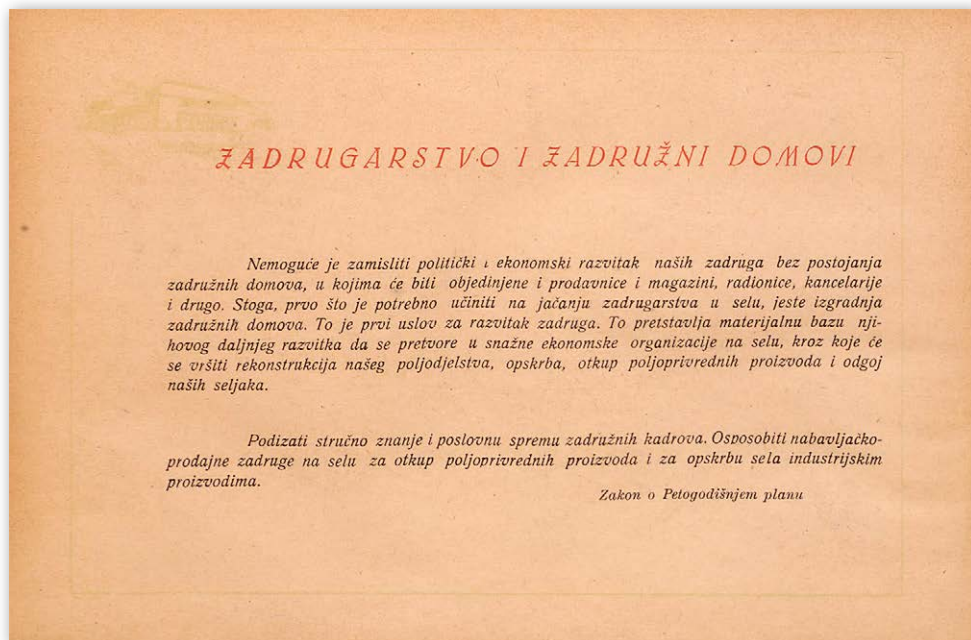 ZADRUGARSTVO I ZADRUŽNI DOMOVI
Nemoguće je zamisliti politički i ekonomski razvitak naših zadruga bez postojanja
zadružnih domova, u kojima će biti objedinjene i prodavnice i magazini, radionice, kancelarije
i drugo. Stoga, prvo što je potrebno učiniti na jačanju zadrugarstva u selu, jeste izgradnja
zadružnih domova. To je prvi uslov za razvitak zadruga. To pretstavlja materijalnu bazu nji-
hovog daljnjeg razvitka da se pretvore u snažne ekonomske organizacije na selu, kroz koje će
se vršiti rekonstrukcija našeg poljodjelstva, opskrba, otkup poljoprivrednih proizvoda i odgoj
naših seljaka.
Podizati stručno znanje i poslovnu spremu zadružnih kadrova. Osposobiti nabavljačko-
prodajne zadruge na selu za otkup poljoprivrednih proizvoda i za opskrbu sela industrijskim
proizvodima.
Zakon o Petogodišnjem planu